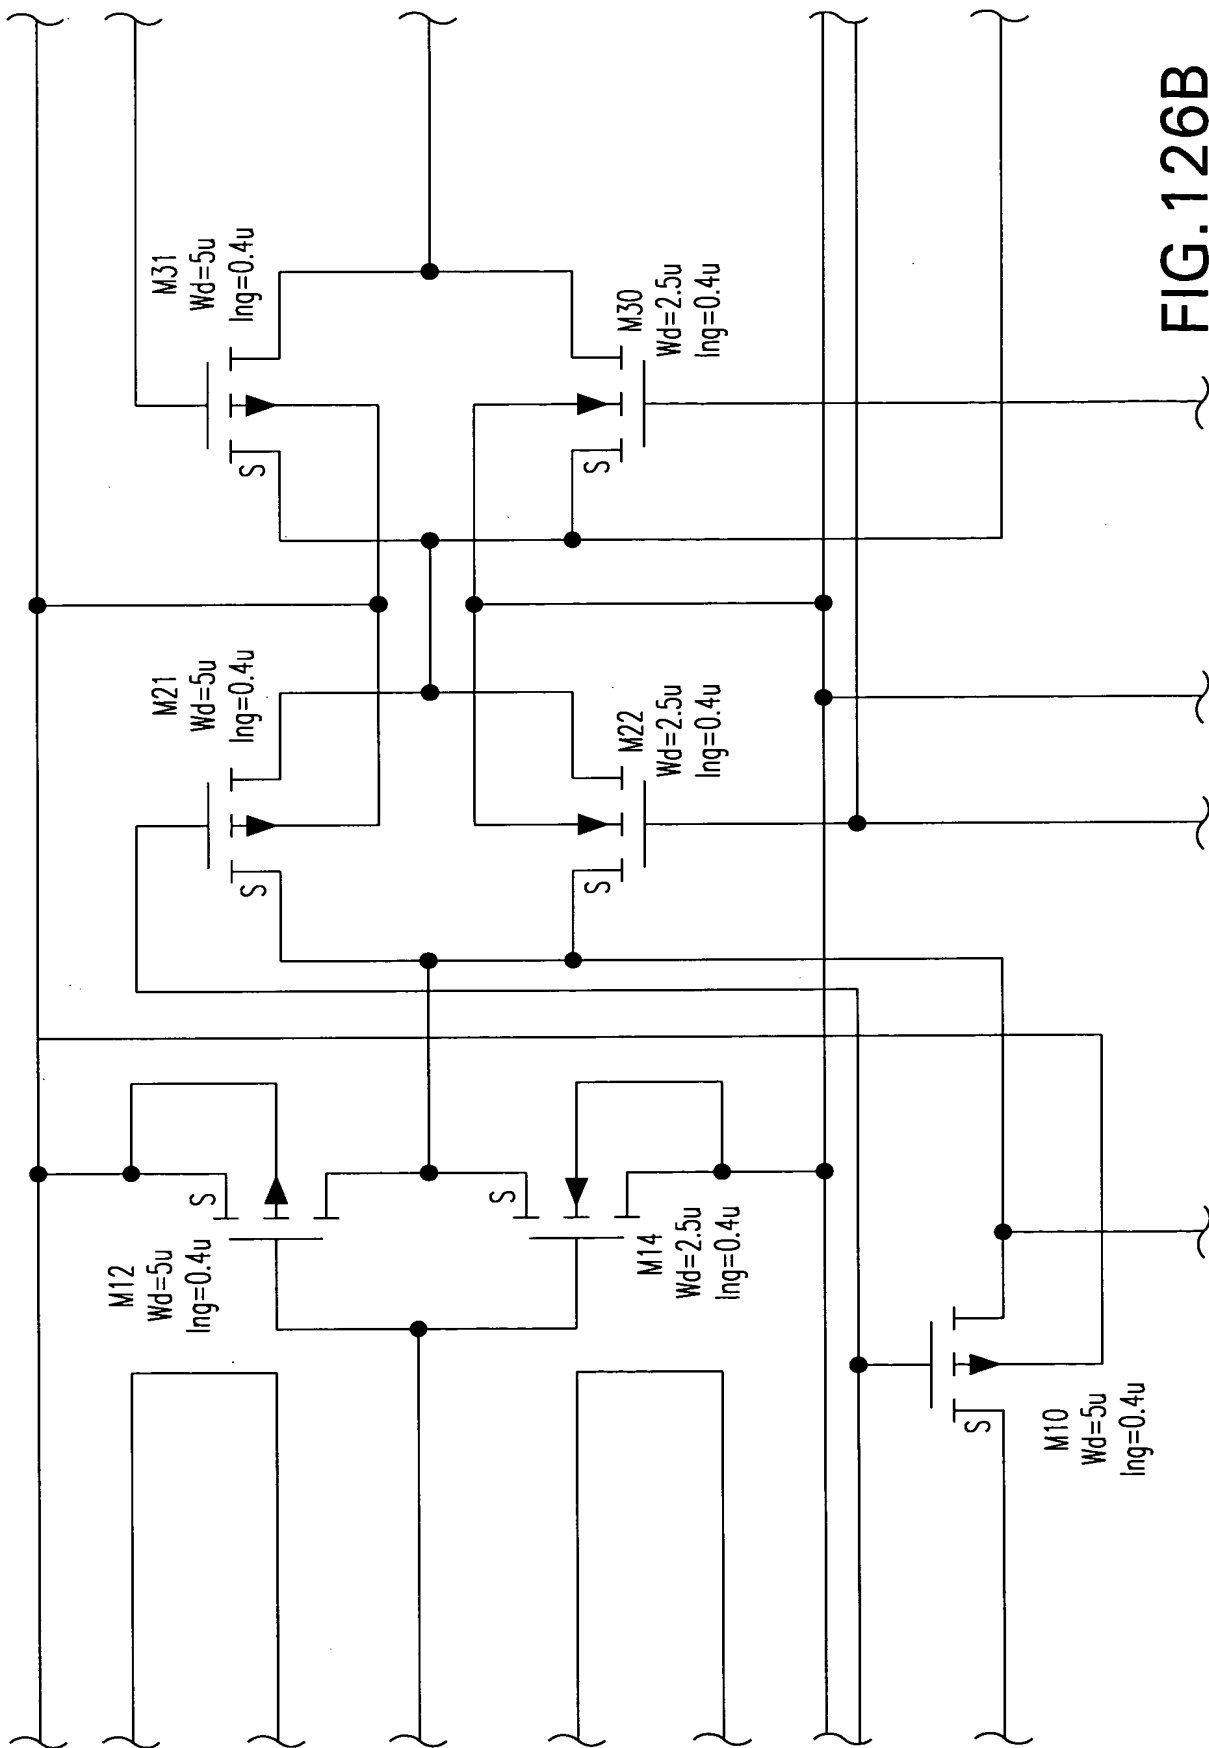 M12
Wd=5u
lng=0.4u
S
S
M14
Wd=2.5u
lng=0.4u
M21
Wd=5u
lng=0.4u
S
S
M22
Wd=2.5u
lng=0.4u
M31
Wd=5u
lng=0.4u
S
S
M30
Wd=2.5u
lng=0.4u
S
M10
Wd=5u
lng=0.4u
FIG.126B